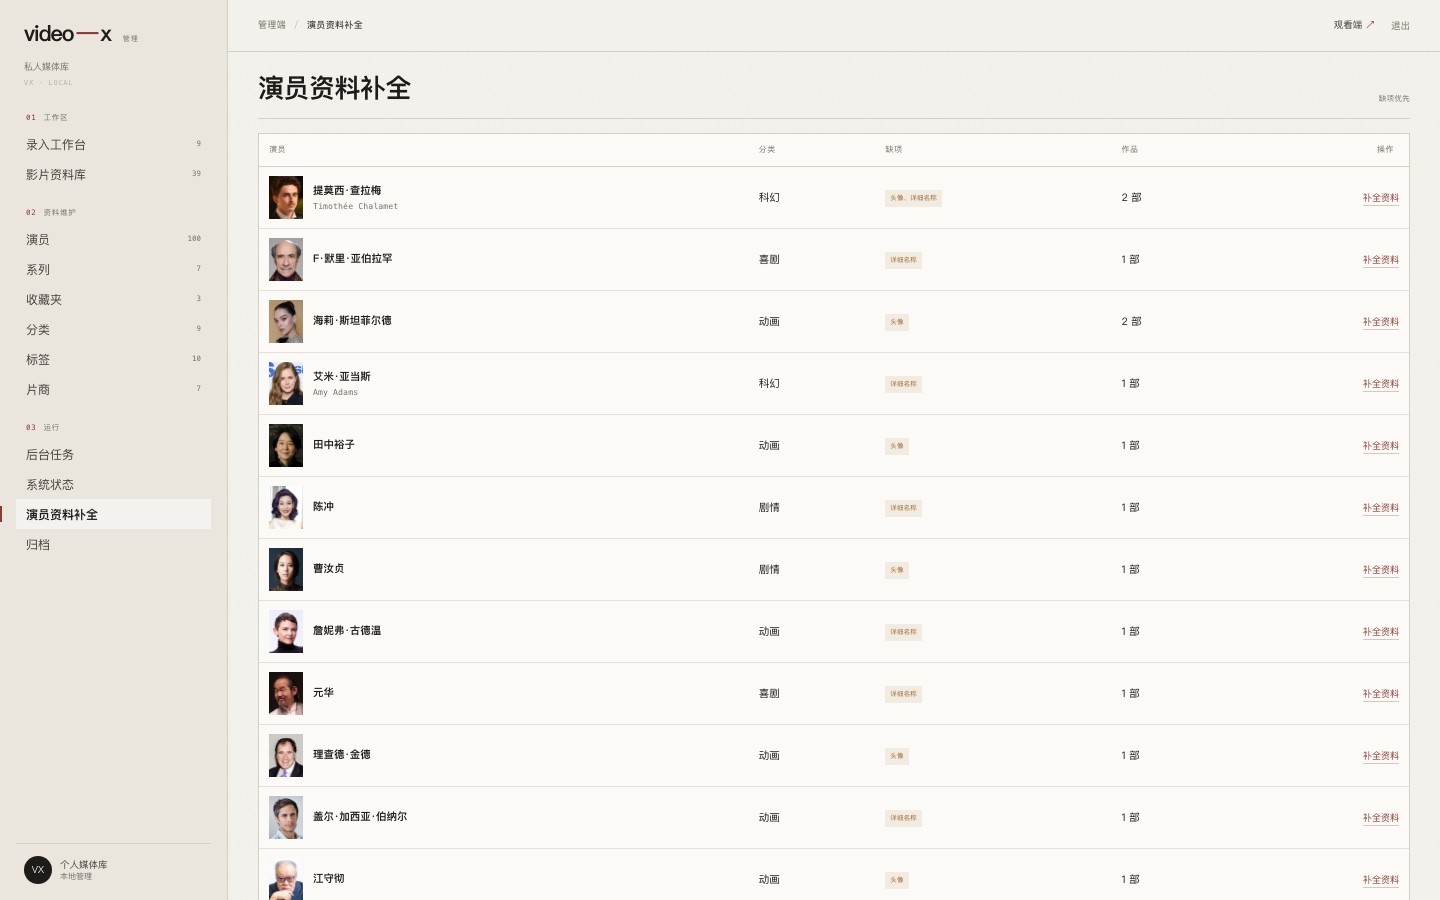 video—x 管理
私人媒体库
VX · LOCAL
01 工作区
录入工作台 9
影片资料库 39
02 资料维护
演员 100
系列 7
收藏夹 3
分类 9
标签 10
片商 7
03 运行
后台任务
系统状态
演员资料补全
归档
VX 个人媒体库
本地管理
管理端 / 演员资料补全 观看端 ↗ 退出
演员资料补全
缺项优先
演员 分类 缺项 作品 操作
提莫西·查拉梅 科幻 头像、详细名称 2 部 补全资料
Timothée Chalamet
F·默里·亚伯拉罕 喜剧 详细名称 1 部 补全资料
海莉·斯坦菲尔德 动画 头像 2 部 补全资料
艾米·亚当斯 科幻 详细名称 1 部 补全资料
Amy Adams
田中裕子 动画 头像 1 部 补全资料
陈冲 剧情 详细名称 1 部 补全资料
曹汝贞 剧情 头像 1 部 补全资料
詹妮弗·古德温 动画 详细名称 1 部 补全资料
元华 喜剧 详细名称 1 部 补全资料
理查德·金德 动画 头像 1 部 补全资料
盖尔·加西亚·伯纳尔 动画 详细名称 1 部 补全资料
江守彻 动画 头像 1 部 补全资料